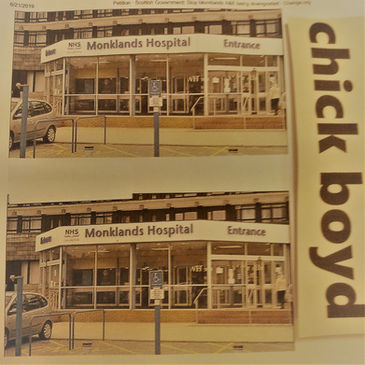 6/21/2019
Petition · Scottish Government: Stop Monklands A&E being downgraded · Change.org
NHS
Monklands Hospital
Entrance
NHS
Monklands Hospital
Entrance
chick boyd